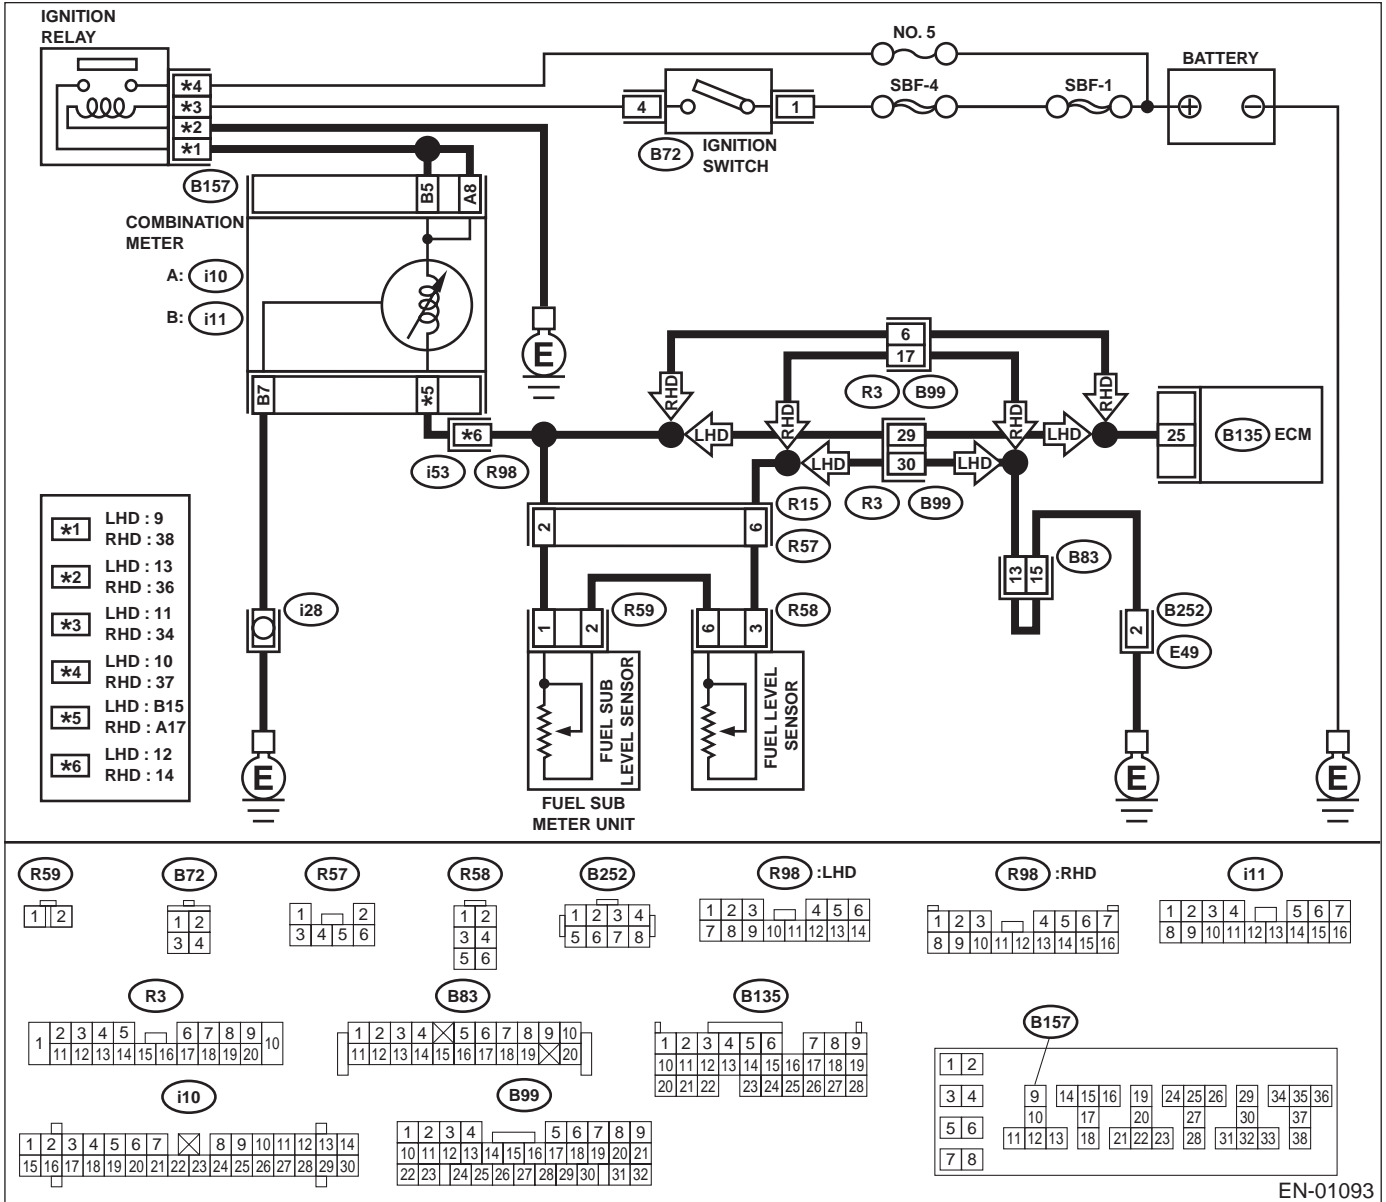 IGNITION
RELAY
NO. 5
BATTERY
SBF-4
SBF-1
*4
*3
*2
*1
4
1
B72
IGNITION
SWITCH
B157
B5
A8
COMBINATION
METER
A: i10
B: i11
E
B7
*5
6
17
R3 B99
RHD RHD RHD RHD
LHD 29 LHD
LHD 30 LHD
25
B135 ECM
*6
i53 R98
R3 B99
R15
R57
2 6
*1 LHD : 9
RHD : 38
*2 LHD : 13
RHD : 36
*3 LHD : 11
RHD : 34
*4 LHD : 10
RHD : 37
*5 LHD : B15
RHD : A17
*6 LHD : 12
RHD : 14
i28
1 2 R59
6 3 R58
13 15 B83
2 B252
E49
FUEL SUB
LEVEL SENSOR
FUEL LEVEL
SENSOR
E E E
FUEL SUB
METER UNIT
R59
1 2
B72
1 2
3 4
R57
1 2
3 4 5 6
R58
1 2
3 4
5 6
B252
1 2 3 4
5 6 7 8
R98 :LHD
1 2 3 4 5 6
7 8 9 10 11 12 13 14
R98 :RHD
1 2 3 4 5 6 7
8 9 10 11 12 13 14 15 16
i11
1 2 3 4 5 6 7
8 9 10 11 12 13 14 15 16
R3
1 2 3 4 5 6 7 8 9 10
11 12 13 14 15 16 17 18 19 20
B83
1 2 3 4 5 6 7 8 9 10
11 12 13 14 15 16 17 18 19 20
B135
1 2 3 4 5 6 7 8 9
10 11 12 13 14 15 16 17 18 19
20 21 22 23 24 25 26 27 28
B157
1 2
3 4
5 6
7 8
9 14 15 16 19 24 25 26 29 34 35 36
10 17 20 27 30 37
11 12 13 18 21 22 23 28 31 32 33 38
i10
1 2 3 4 5 6 7 8 9 10 11 12 13 14
15 16 17 18 19 20 21 22 23 24 25 26 27 28 29 30
B99
1 2 3 4 5 6 7 8 9
10 11 12 13 14 15 16 17 18 19 20 21
22 23 24 25 26 27 28 29 30 31 32
EN-01093